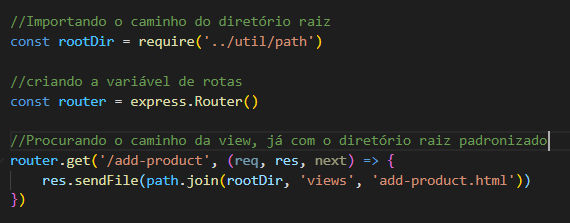 //Importando o caminho do diretório raiz
const rootDir = require('../util/path')
//criando a variável de rotas
const router = express.Router()
//Procurando o caminho da view, já com o diretório raiz padronizado
router.get('/add-product', (req, res, next) => {
    res.sendFile(path.join(rootDir, 'views', 'add-product.html'))
})